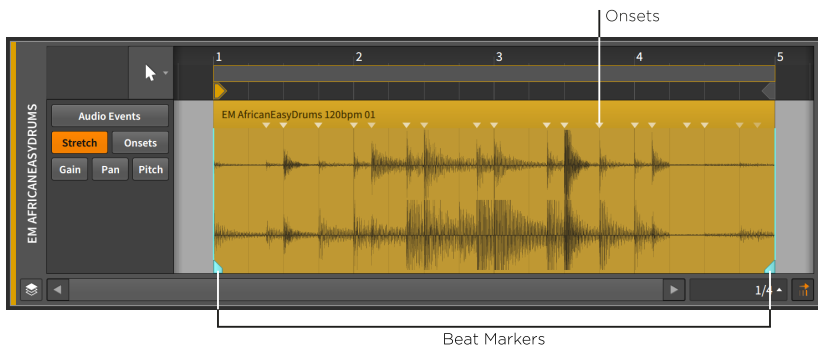 Onsets
1 2 3 4 5
EM AFRICANEASYDRUMS
Audio Events
EM AfricanEasyDrums 120bpm 01
Stretch Onsets
Gain Pan Pitch
1/4
Beat Markers